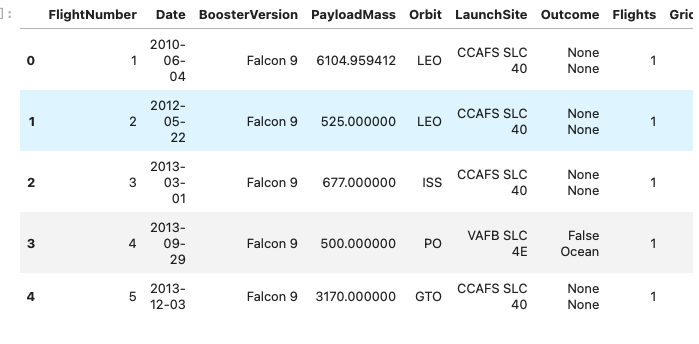 ]:
FlightNumber Date BoosterVersion PayloadMass Orbit LaunchSite Outcome Flights Grid
0 1 2010-06-04 Falcon 9 6104.959412 LEO CCAFS SLC 40 None None 1
1 2 2012-05-22 Falcon 9 525.000000 LEO CCAFS SLC 40 None None 1
2 3 2013-03-01 Falcon 9 677.000000 ISS CCAFS SLC 40 None None 1
3 4 2013-09-29 Falcon 9 500.000000 PO VAFB SLC 4E False Ocean 1
4 5 2013-12-03 Falcon 9 3170.000000 GTO CCAFS SLC 40 None None 1